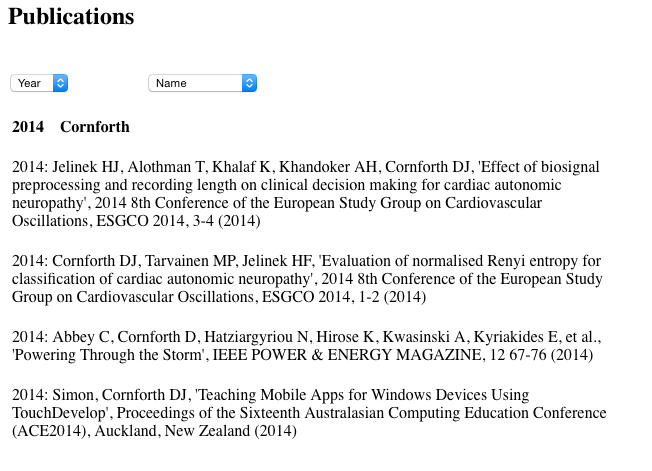 Publications
Year Name
2014 Cornforth
2014: Jelinek HJ, Alothman T, Khalaf K, Khandoker AH, Cornforth DJ, 'Effect of biosignal
preprocessing and recording length on clinical decision making for cardiac autonomic
neuropathy', 2014 8th Conference of the European Study Group on Cardiovascular
Oscillations, ESGCO 2014, 3-4 (2014)
2014: Cornforth DJ, Tarvainen MP, Jelinek HF, 'Evaluation of normalised Renyi entropy for
classification of cardiac autonomic neuropathy', 2014 8th Conference of the European Study
Group on Cardiovascular Oscillations, ESGCO 2014, 1-2 (2014)
2014: Abbey C, Cornforth D, Hatziargyriou N, Hirose K, Kwasinski A, Kyriakides E, et al.,
'Powering Through the Storm', IEEE POWER & ENERGY MAGAZINE, 12 67-76 (2014)
2014: Simon, Cornforth DJ, 'Teaching Mobile Apps for Windows Devices Using
TouchDevelop', Proceedings of the Sixteenth Australasian Computing Education Conference
(ACE2014), Auckland, New Zealand (2014)